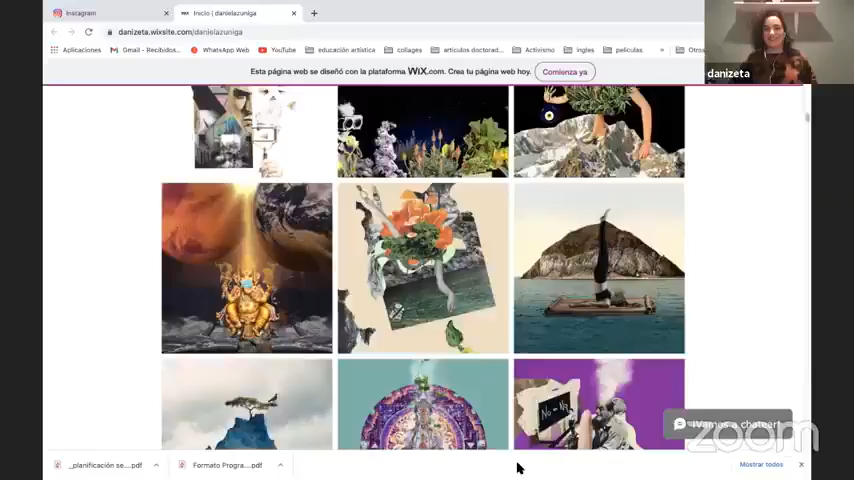 Instagram
Inicio | danielazuniga
danizeta.wixsite.com/danielazuniga
Aplicaciones
Gmail - Recibidos...
WhatsApp Web
YouTube
educación artística
collages
artículos doctorad...
Activismo
ingles
peliculas
Otros
Esta página web se diseñó con la plataforma WiX.com. Crea tu página web hoy.
Comienza ya
danizeta
No - No
¡Vamos a chatear!
zoom
_planificación se....pdf
Formato Progra....pdf
Mostrar todos